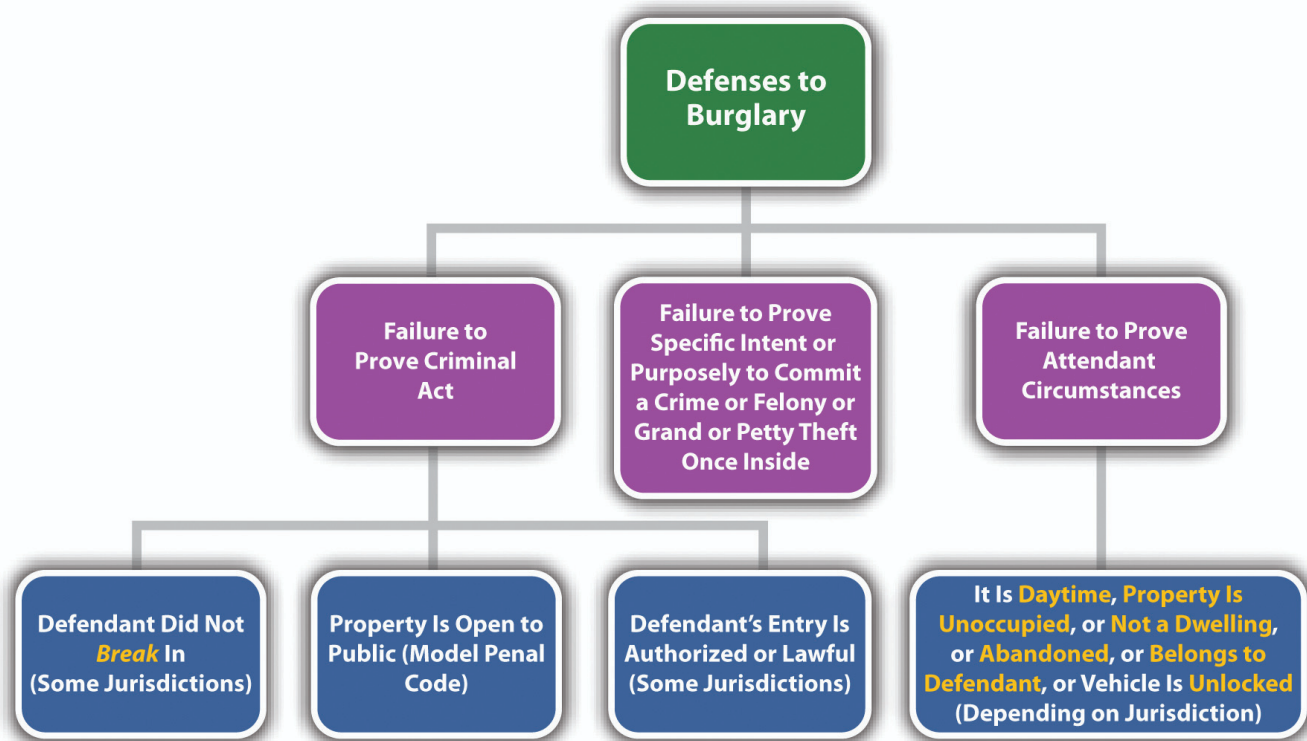 Defenses to
Burglary
Failure to
Prove Criminal
Act
Failure to Prove
Specific Intent or
Purposely to Commit
a Crime or Felony or
Grand or Petty Theft
Once Inside
Failure to Prove
Attendant
Circumstances
Defendant Did Not
Break In
(Some Jurisdictions)
Property Is Open to
Public (Model Penal
Code)
Defendant’s Entry Is
Authorized or Lawful
(Some Jurisdictions)
It Is Daytime, Property Is
Unoccupied, or Not a Dwelling,
or Abandoned, or Belongs to
Defendant, or Vehicle Is Unlocked
(Depending on Jurisdiction)